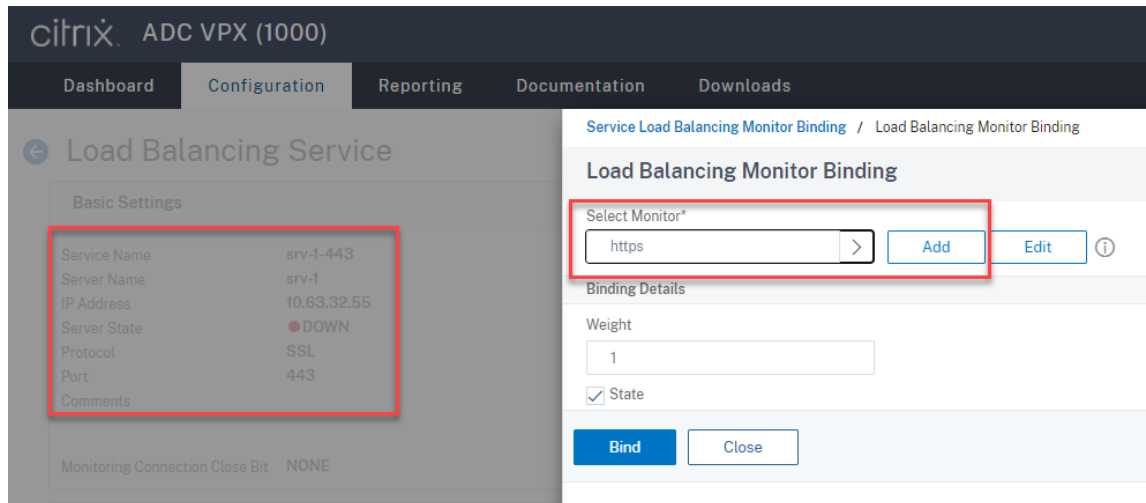 citrix. ADC VPX (1000)
Dashboard Configuration Reporting Documentation Downloads
Load Balancing Service
Basic Settings
Service Name srv-1-443
Server Name srv-1
IP Address 10.63.32.55
Server State DOWN
Protocol SSL
Port 443
Comments
Monitoring Connection Close Bit NONE
Service Load Balancing Monitor Binding / Load Balancing Monitor Binding
Load Balancing Monitor Binding
Select Monitor*
https > Add Edit
Binding Details
Weight
1
State
Bind Close